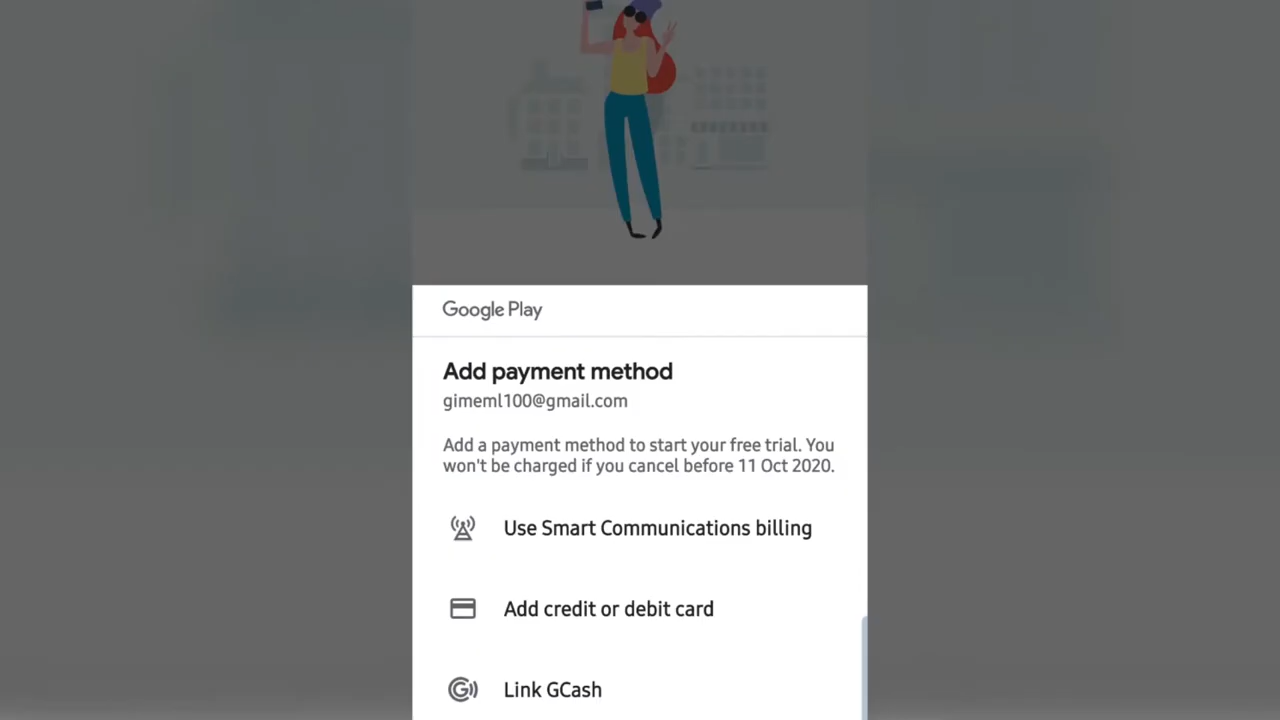 Google Play
Add payment method
gimeml100@gmail.com
Add a payment method to start your free trial. You
won't be charged if you cancel before 11 Oct 2020.
Use Smart Communications billing
Add credit or debit card
Link GCash